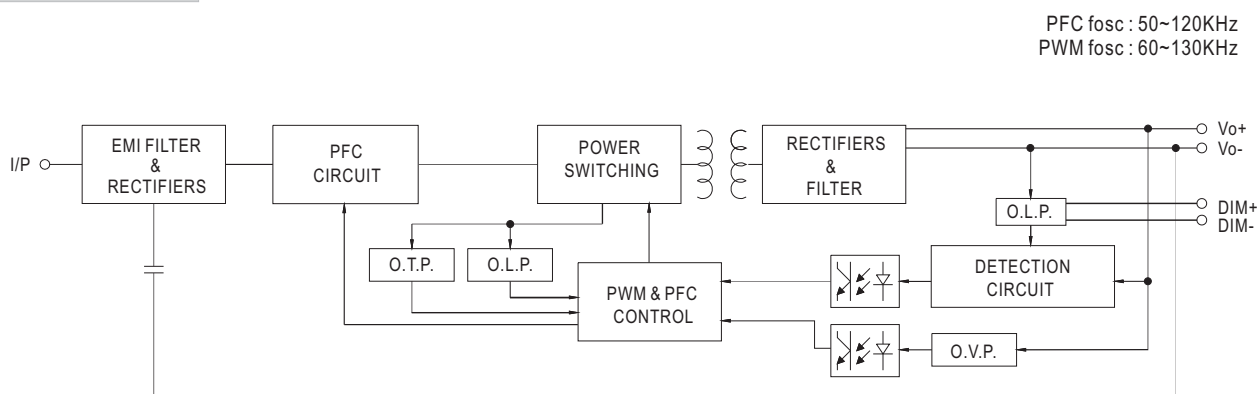 PFC fosc : 50~120KHz
PWM fosc : 60~130KHz
I/P
EMI FILTER
&
RECTIFIERS
PFC
CIRCUIT
POWER
SWITCHING
RECTIFIERS
&
FILTER
Vo+
Vo-
O.L.P.
DIM+
DIM-
O.T.P.
O.L.P.
PWM & PFC
CONTROL
DETECTION
CIRCUIT
O.V.P.